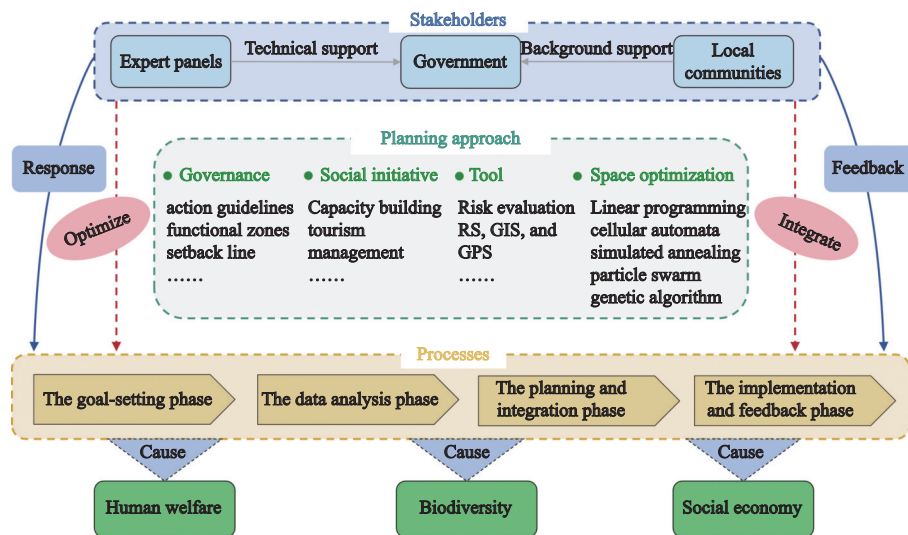 Stakeholders
Expert panels
Technical support
Government
Background support
Local
communities
Response
Feedback
Optimize
Integrate
Planning approach
• Governance
action guidelines
functional zones
setback line
……
• Social initiative
Capacity building
tourism
management
……
• Tool
Risk evaluation
RS, GIS, and
GPS
……
• Space optimization
Linear programming
cellular automata
simulated annealing
particle swarm
genetic algorithm
Processes
The goal-setting phase
The data analysis phase
The planning and
integration phase
The implementation
and feedback phase
Cause
Cause
Cause
Human welfare
Biodiversity
Social economy